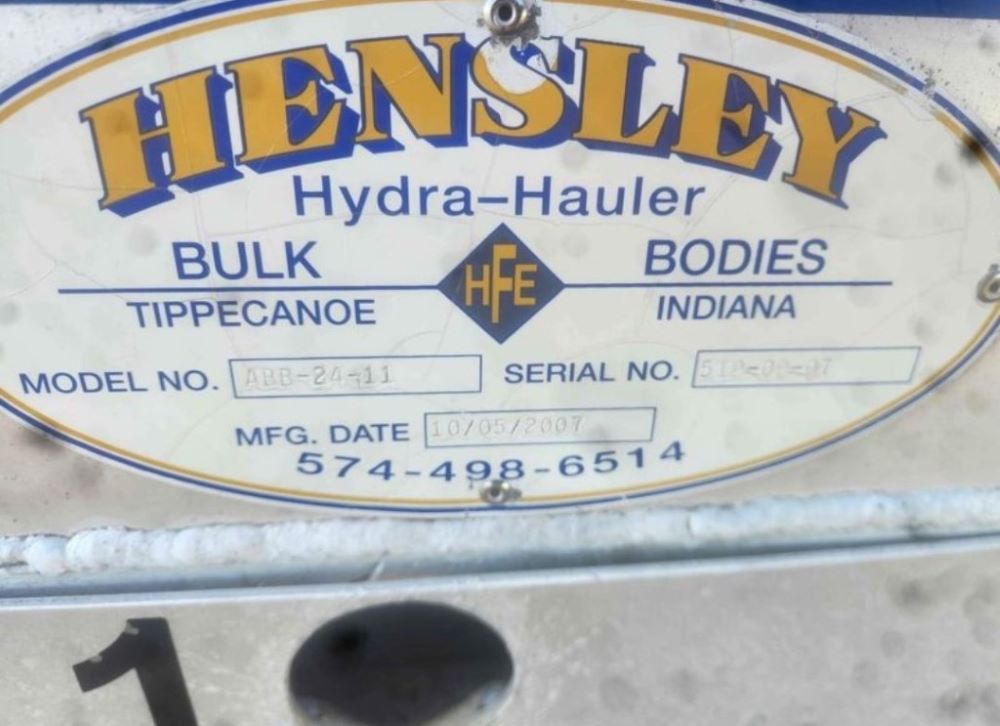 HENSLEY
Hydra-Hauler
BULK HFE BODIES
TIPPECANOE INDIANA
MODEL NO. ABB-24-11 SERIAL NO.
MFG. DATE 10/05/2007
574-498-6514
1